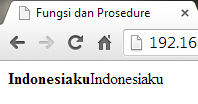 Fungsi dan Prosedure
192.16
IndonesiakuIndonesiaku